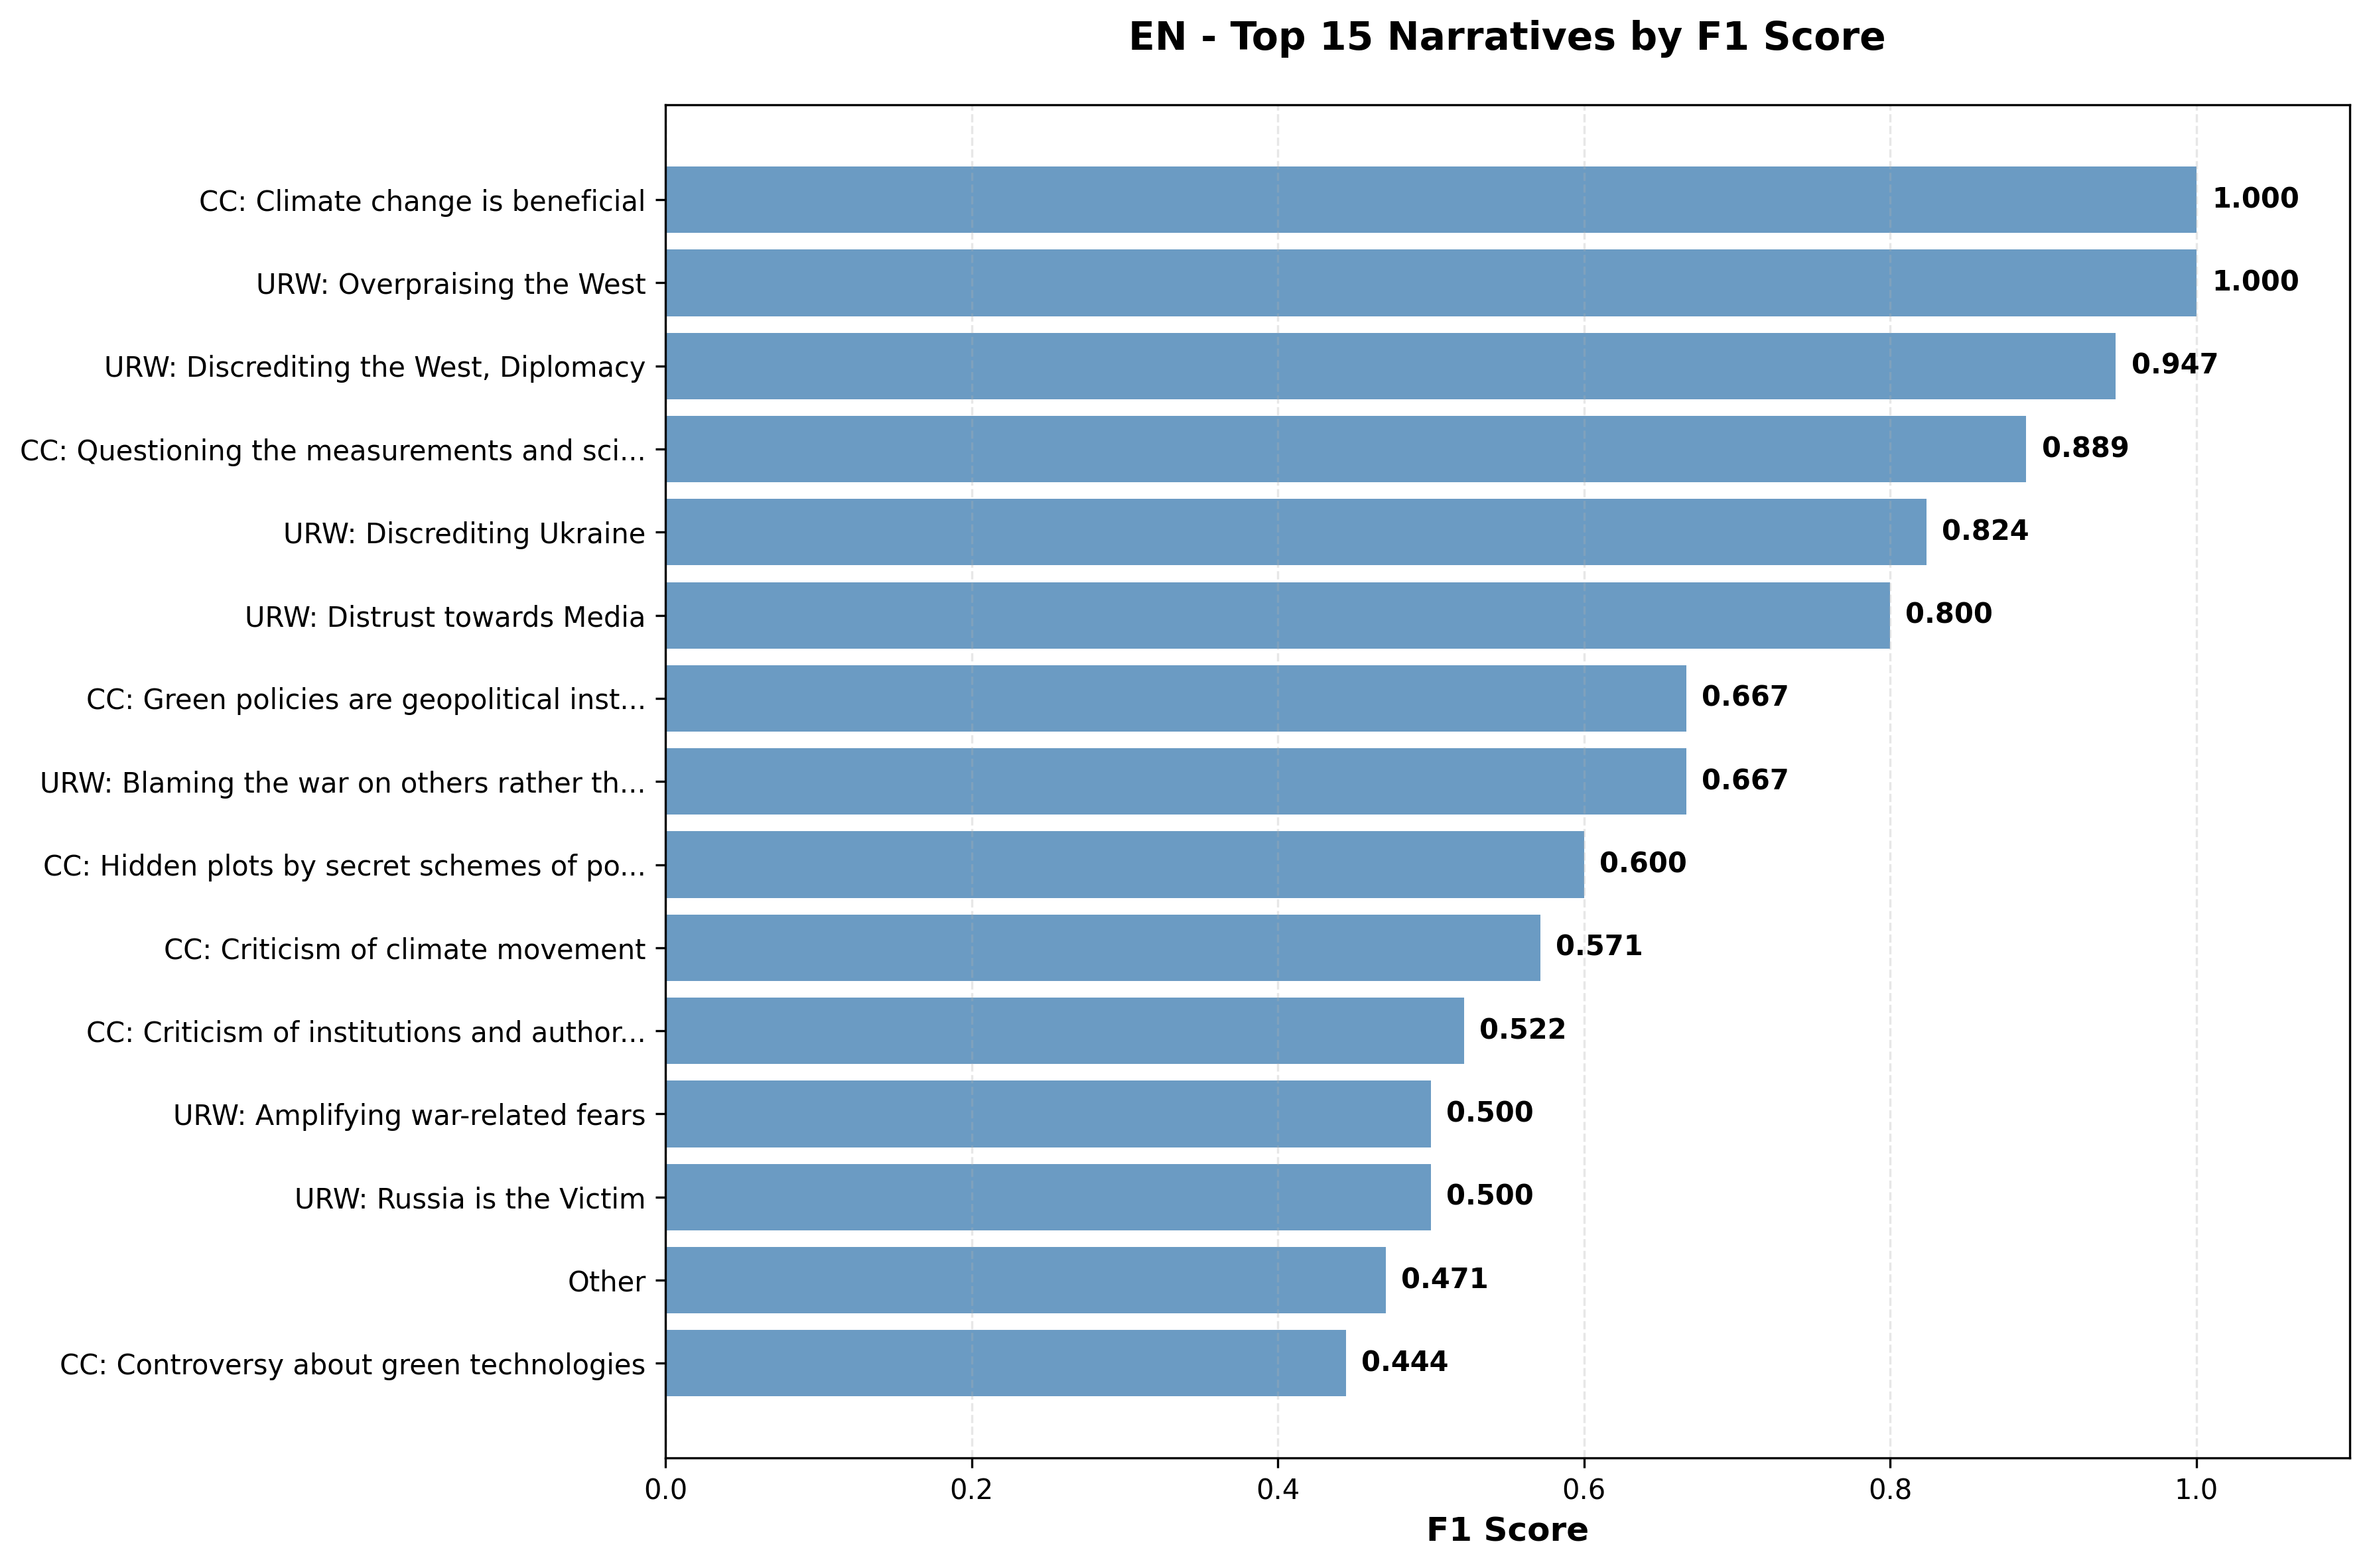 EN - Top 15 Narratives by F1 Score
CC: Climate change is beneficial 1.000
URW: Overpraising the West 1.000
URW: Discrediting the West, Diplomacy 0.947
CC: Questioning the measurements and sci... 0.889
URW: Discrediting Ukraine 0.824
URW: Distrust towards Media 0.800
CC: Green policies are geopolitical inst... 0.667
URW: Blaming the war on others rather th... 0.667
CC: Hidden plots by secret schemes of po... 0.600
CC: Criticism of climate movement 0.571
CC: Criticism of institutions and author... 0.522
URW: Amplifying war-related fears 0.500
URW: Russia is the Victim 0.500
Other 0.471
CC: Controversy about green technologies 0.444
0.0 0.2 0.4 0.6 0.8 1.0
F1 Score